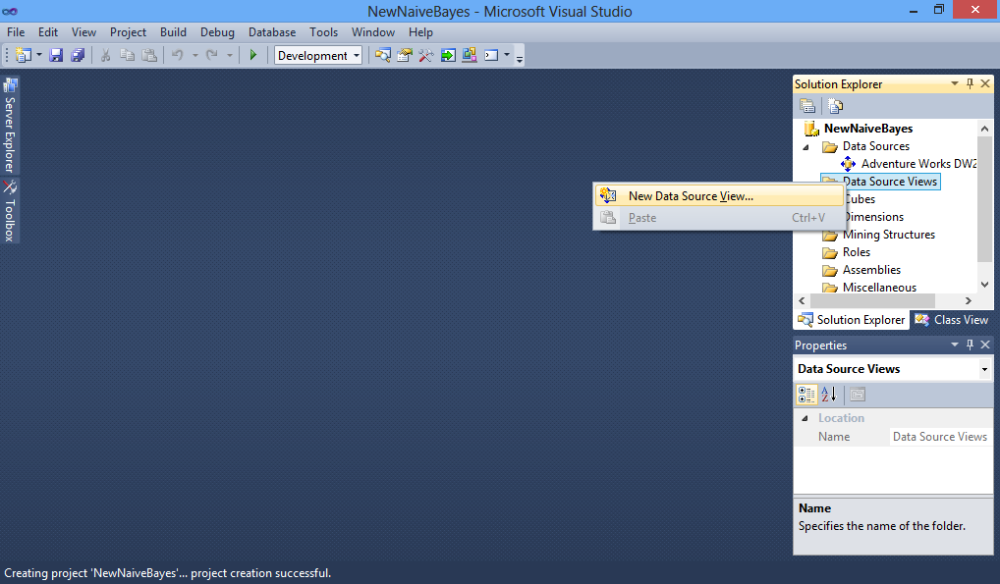 NewNaiveBayes - Microsoft Visual Studio
File Edit View Project Build Debug Database Tools Window Help
Development
Server Explorer
Toolbox
Solution Explorer
NewNaiveBayes
Data Sources
Adventure Works DW2
Data Source Views
Cubes
Dimensions
Mining Structures
Roles
Assemblies
Miscellaneous
New Data Source View...
Paste Ctrl+V
Solution Explorer Class View
Properties
Data Source Views
Location
Name Data Source Views
Name
Specifies the name of the folder.
Creating project 'NewNaiveBayes'... project creation successful.